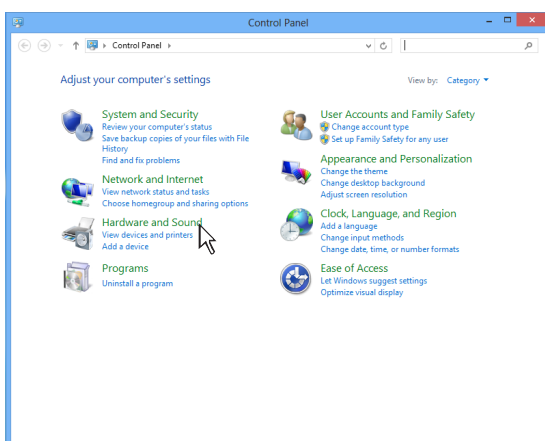 Control Panel
Control Panel
Adjust your computer's settings
View by: Category
System and Security
Review your computer's status
Save backup copies of your files with File
History
Find and fix problems
Network and Internet
View network status and tasks
Choose homegroup and sharing options
Hardware and Sound
View devices and printers
Add a device
Programs
Uninstall a program
User Accounts and Family Safety
Change account type
Set up Family Safety for any user
Appearance and Personalization
Change the theme
Change desktop background
Adjust screen resolution
Clock, Language, and Region
Add a language
Change input methods
Change date, time, or number formats
Ease of Access
Let Windows suggest settings
Optimize visual display